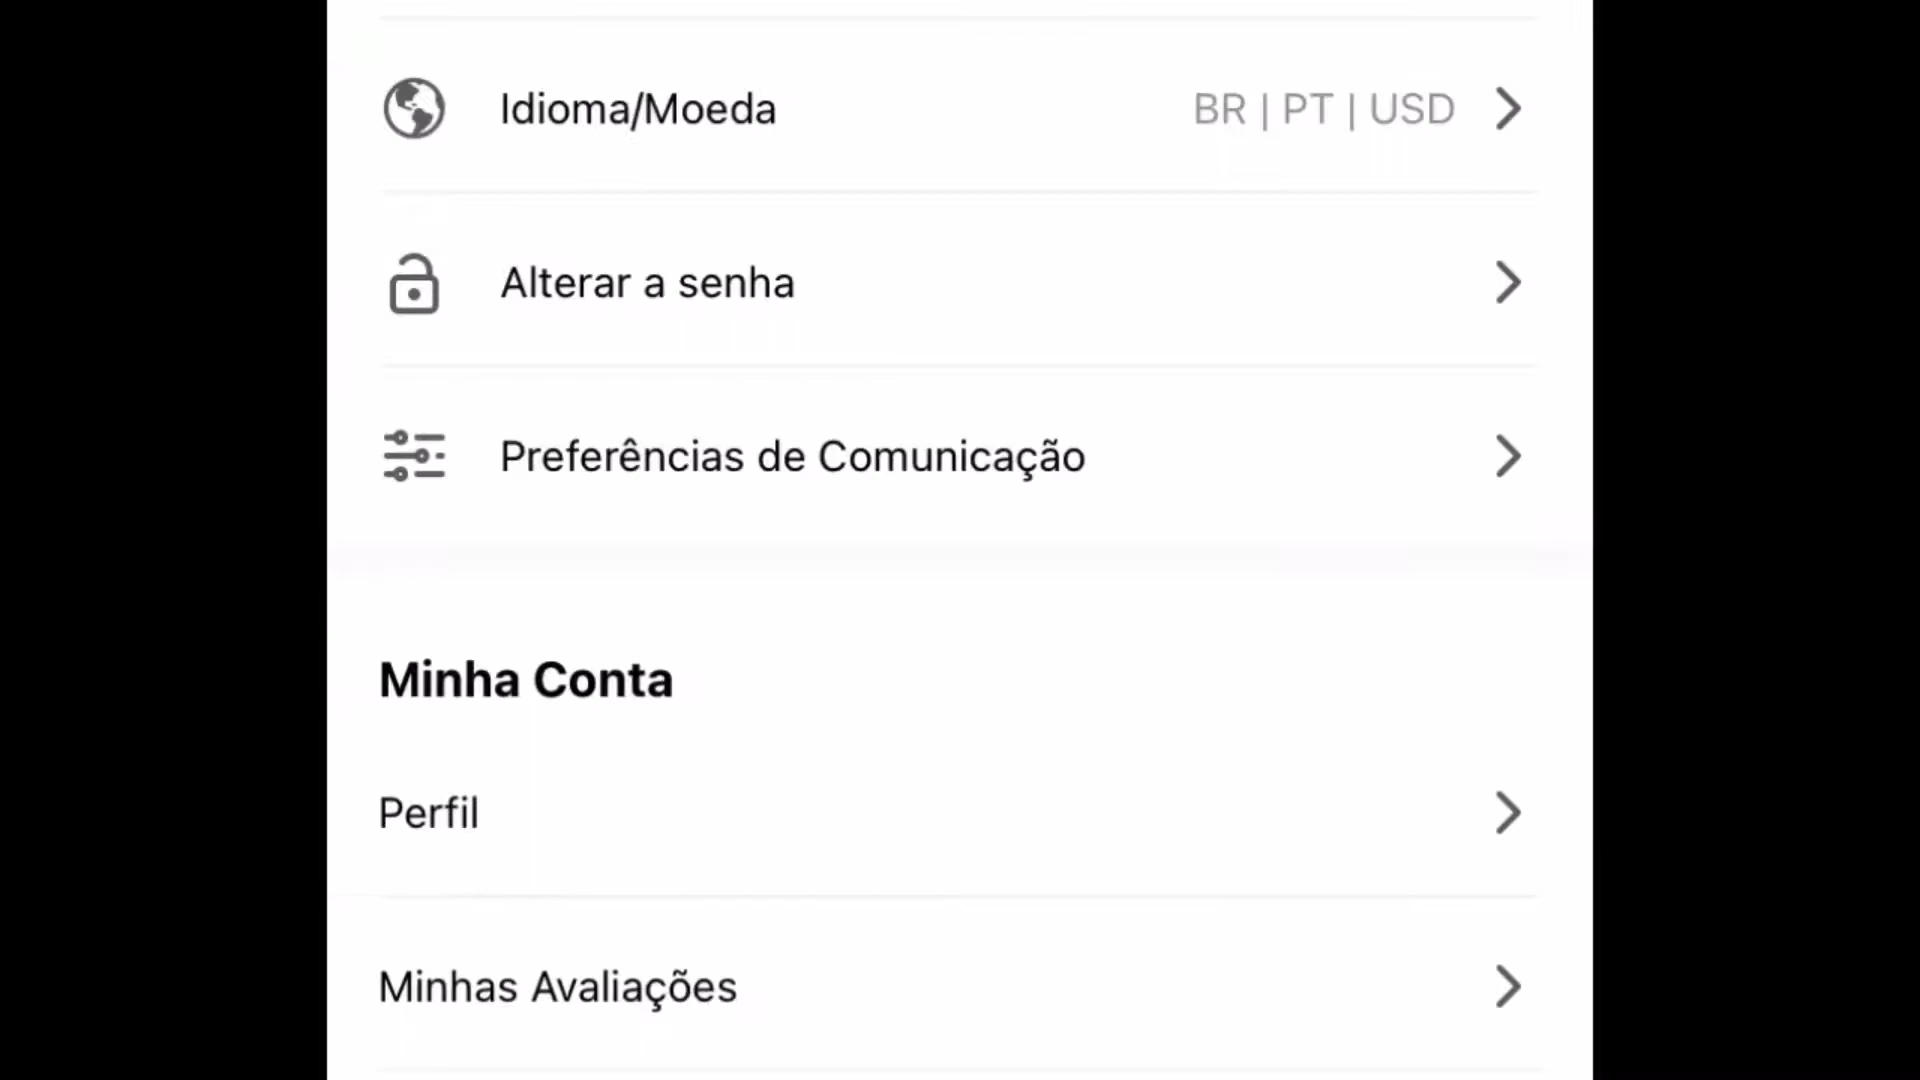 Idioma/Moeda BR | PT | USD
Alterar a senha
Preferências de Comunicação
Minha Conta
Perfil
Minhas Avaliações